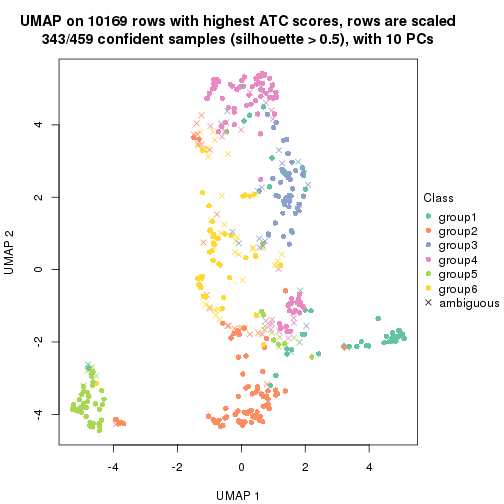 UMAP on 10169 rows with highest ATC scores, rows are scaled
343/459 confident samples (silhouette > 0.5), with 10 PCs
Class
group1
group2
group3
group4
group5
group6
ambiguous
UMAP 2
4
2
0
-2
-4
-4
-2
0
2
4
UMAP 1